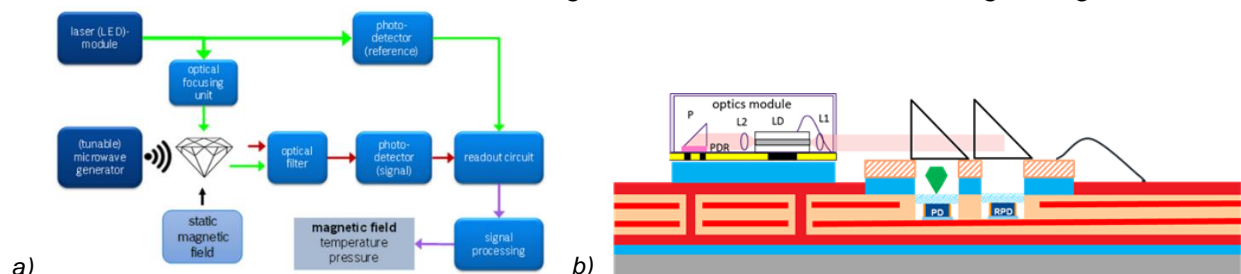 laser (LED)-
module
photo-
detector
(reference)
optical
focusing
unit
(tunable)
microwave
generator
optical
filter
photo-
detector
(signal)
readout circuit
static
magnetic
field
magnetic field
temperature
pressure
signal
processing
a)
optics module
P
L2
LD
L1
PDR
PD
RPD
b)